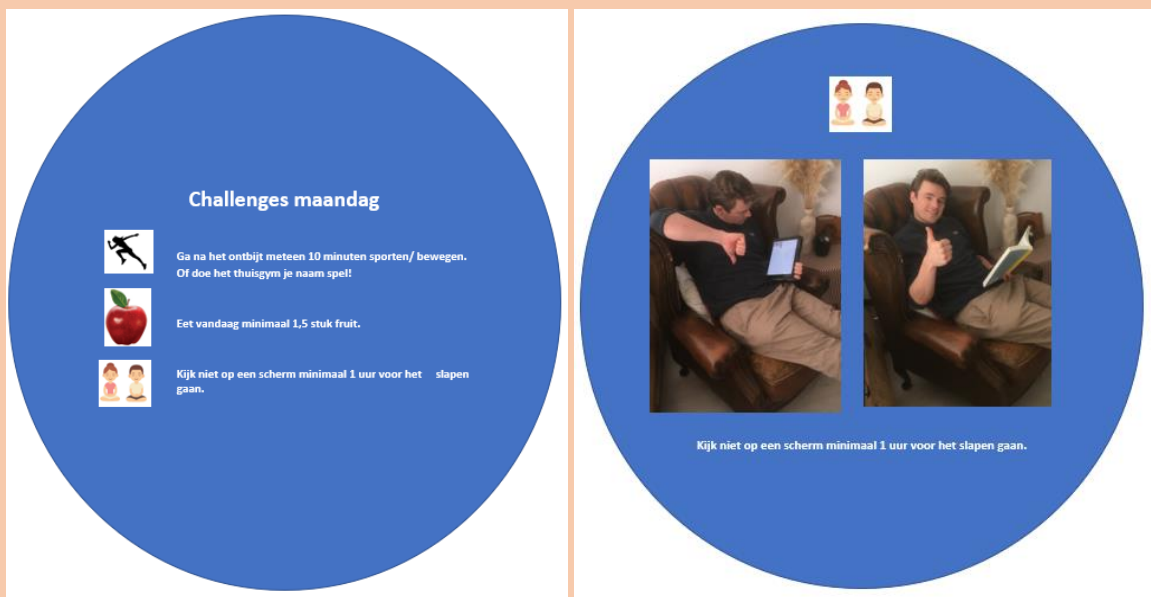 Challenges maandag
Ga na het ontbijt meteen 10 minuten sporten/ bewegen.
Of doe het thuisgym je naam spel!
Eet vandaag minimaal 1,5 stuk fruit.
Kijk niet op een scherm minimaal 1 uur voor het slapen
gaan.
Kijk niet op een scherm minimaal 1 uur voor het slapen gaan.